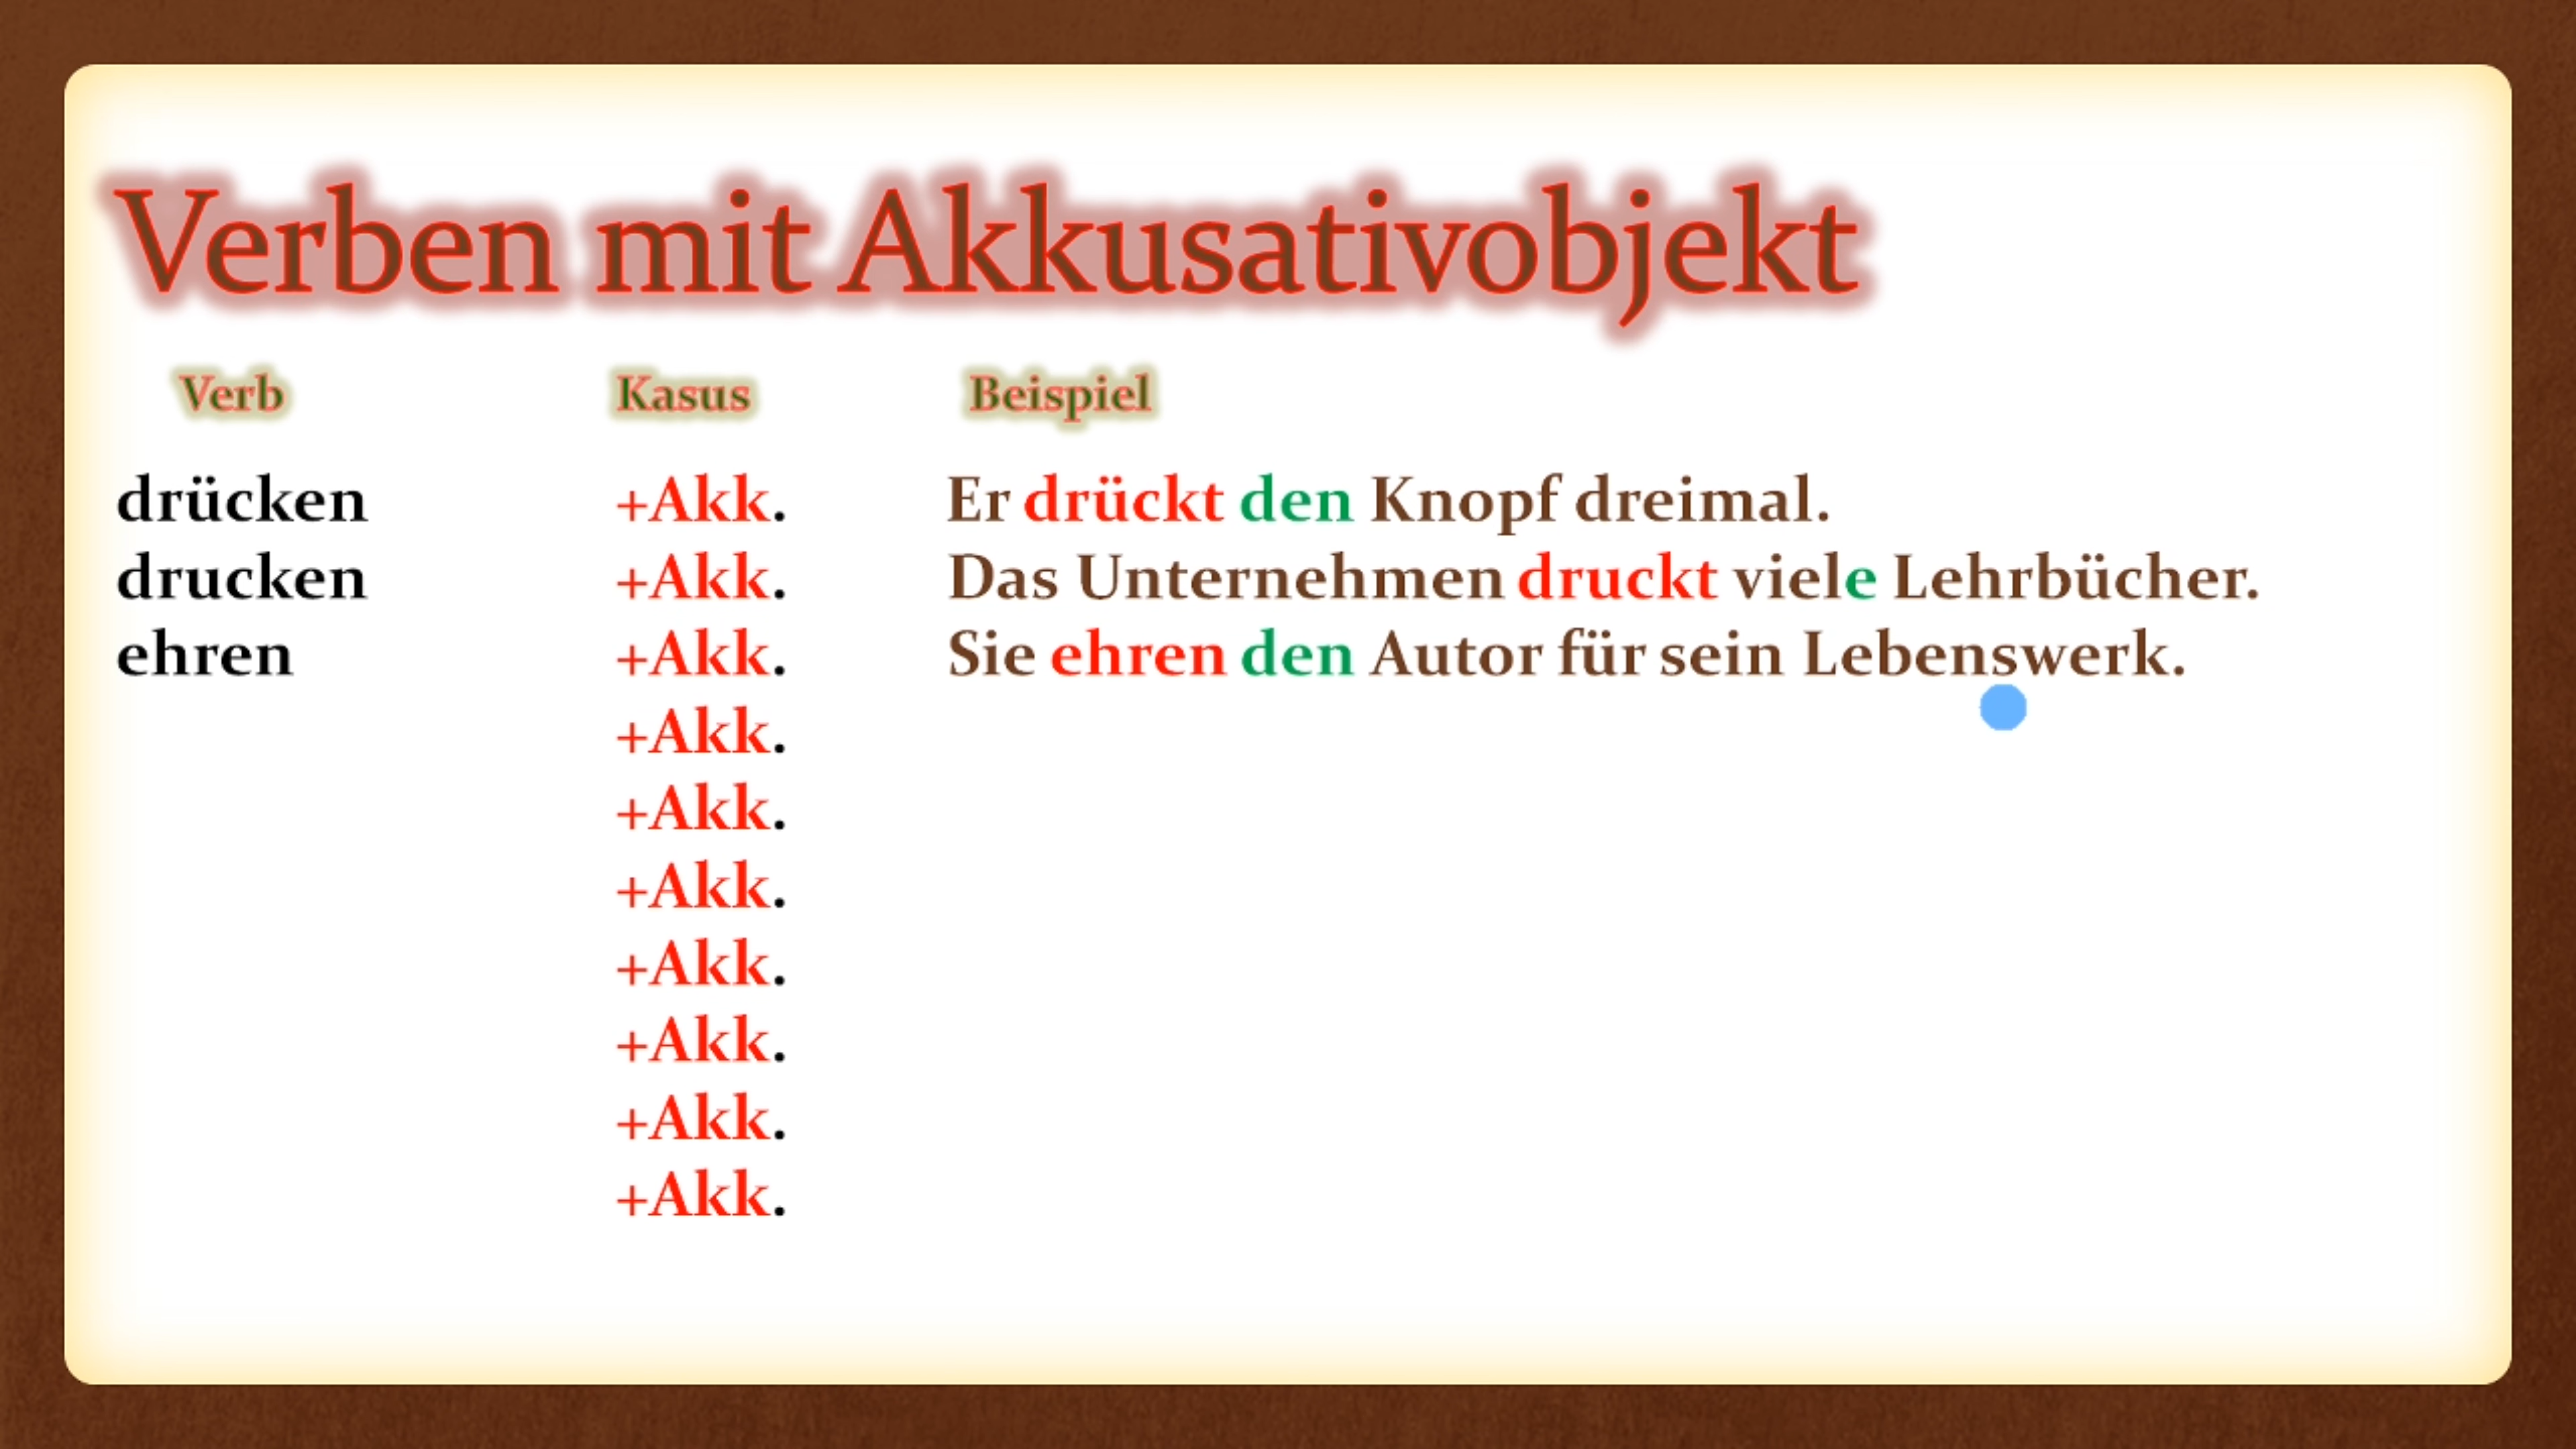 Verben mit Akkusativobjekt
Verb Kasus Beispiel
drücken +Akk. Er drückt den Knopf dreimal.
drucken +Akk. Das Unternehmen druckt viele Lehrbücher.
ehren +Akk. Sie ehren den Autor für sein Lebenswerk.
+Akk.
+Akk.
+Akk.
+Akk.
+Akk.
+Akk.
+Akk.